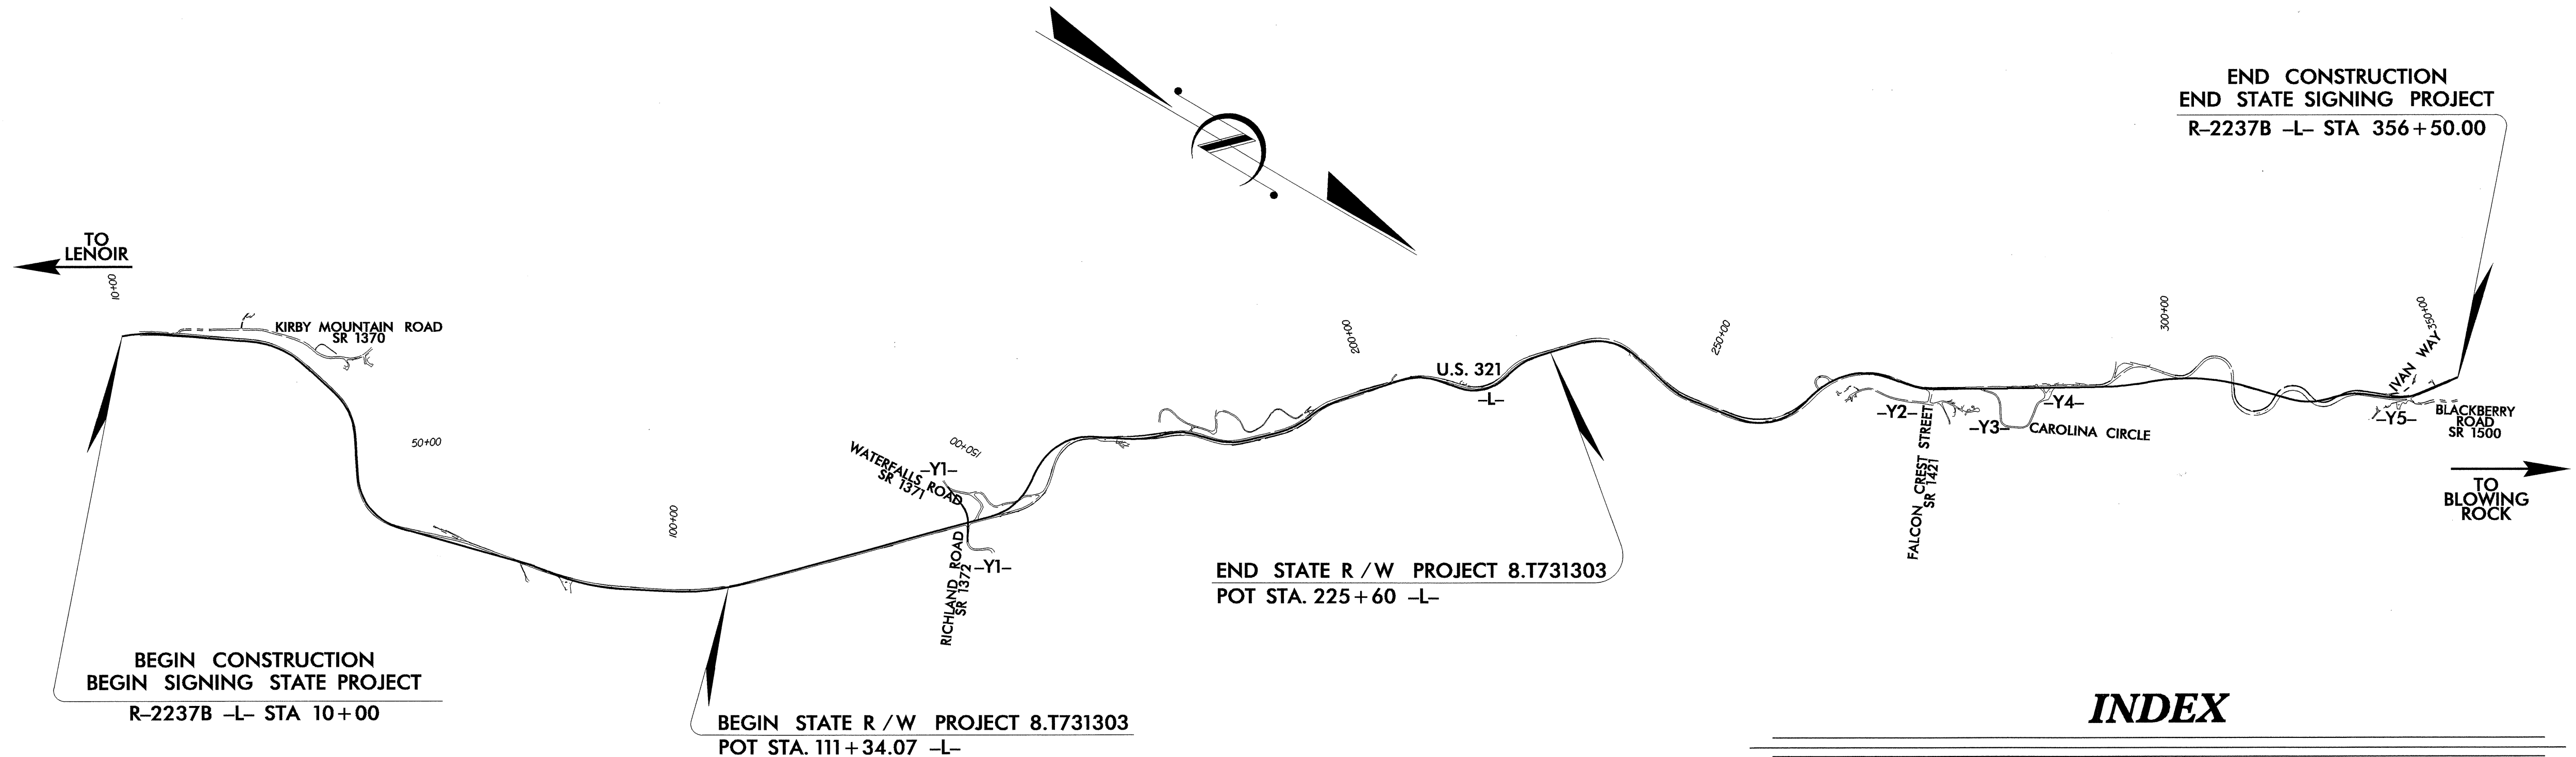 END CONSTRUCTION
END STATE SIGNING PROJECT
R–2237B –L– STA 356+50.00
TO
LENOIR
10+00
KIRBY MOUNTAIN ROAD
SR 1370
50+00
100+00
WATERFALLS ROAD
SR 1371
–Y1–
150+00
RICHLAND ROAD
SR 1372
–Y1–
200+00
U.S. 321
–L–
250+00
300+00
350+00
IVAN WAY
–Y2–
FALCON CREST STREET
SR 1421
–Y3–
–Y4–
CAROLINA CIRCLE
–Y5–
BLACKBERRY
ROAD
SR 1500
TO
BLOWING
ROCK
BEGIN CONSTRUCTION
BEGIN SIGNING STATE PROJECT
R–2237B –L– STA 10+00
BEGIN STATE R/W PROJECT 8.T731303
POT STA. 111+34.07 –L–
END STATE R/W PROJECT 8.T731303
POT STA. 225+60 –L–
INDEX